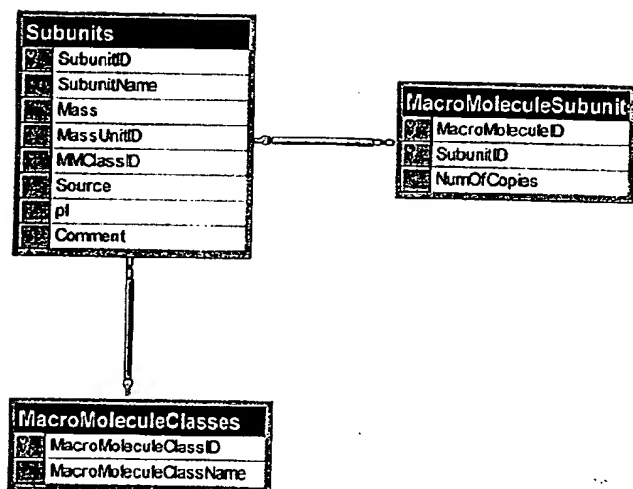 Subunits
SubunitID
SubunitName
Mass
MassUnitID
MMClassID
Source
pI
Comment
MacroMoleculeSubunit
MacroMoleculeID
SubunitID
NumOfCopies
MacroMoleculeClasses
MacroMoleculeClassID
MacroMoleculeClassName